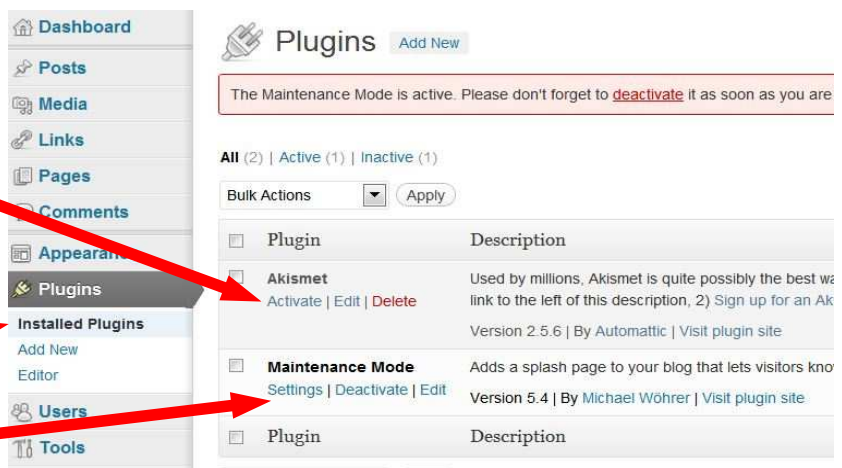 Dashboard
Posts
Media
Links
Pages
Comments
Appearan
Plugins
Installed Plugins
Add New
Editor
Users
Tools
Plugins Add New
The Maintenance Mode is active. Please don't forget to deactivate it as soon as you are
All (2) | Active (1) | Inactive (1)
Bulk Actions Apply
Plugin Description
Akismet
Activate | Edit | Delete
Used by millions, Akismet is quite possibly the best wa
link to the left of this description, 2) Sign up for an Ak
Version 2.5.6 | By Automattic | Visit plugin site
Maintenance Mode
Settings | Deactivate | Edit
Adds a splash page to your blog that lets visitors kno
Version 5.4 | By Michael Wöhrer | Visit plugin site
Plugin Description